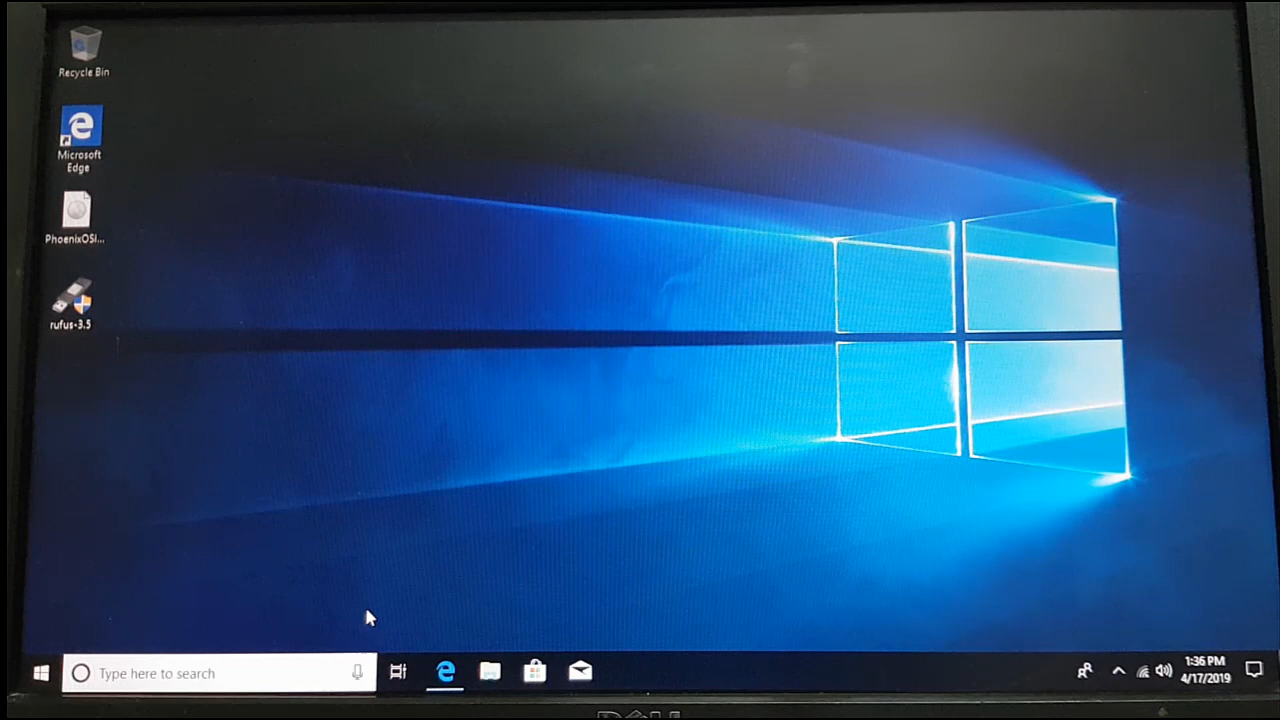 Recycle Bin
Microsoft
Edge
PhoenixOSI...
rufus-3.5
Type here to search
1:36 PM
4/17/2019